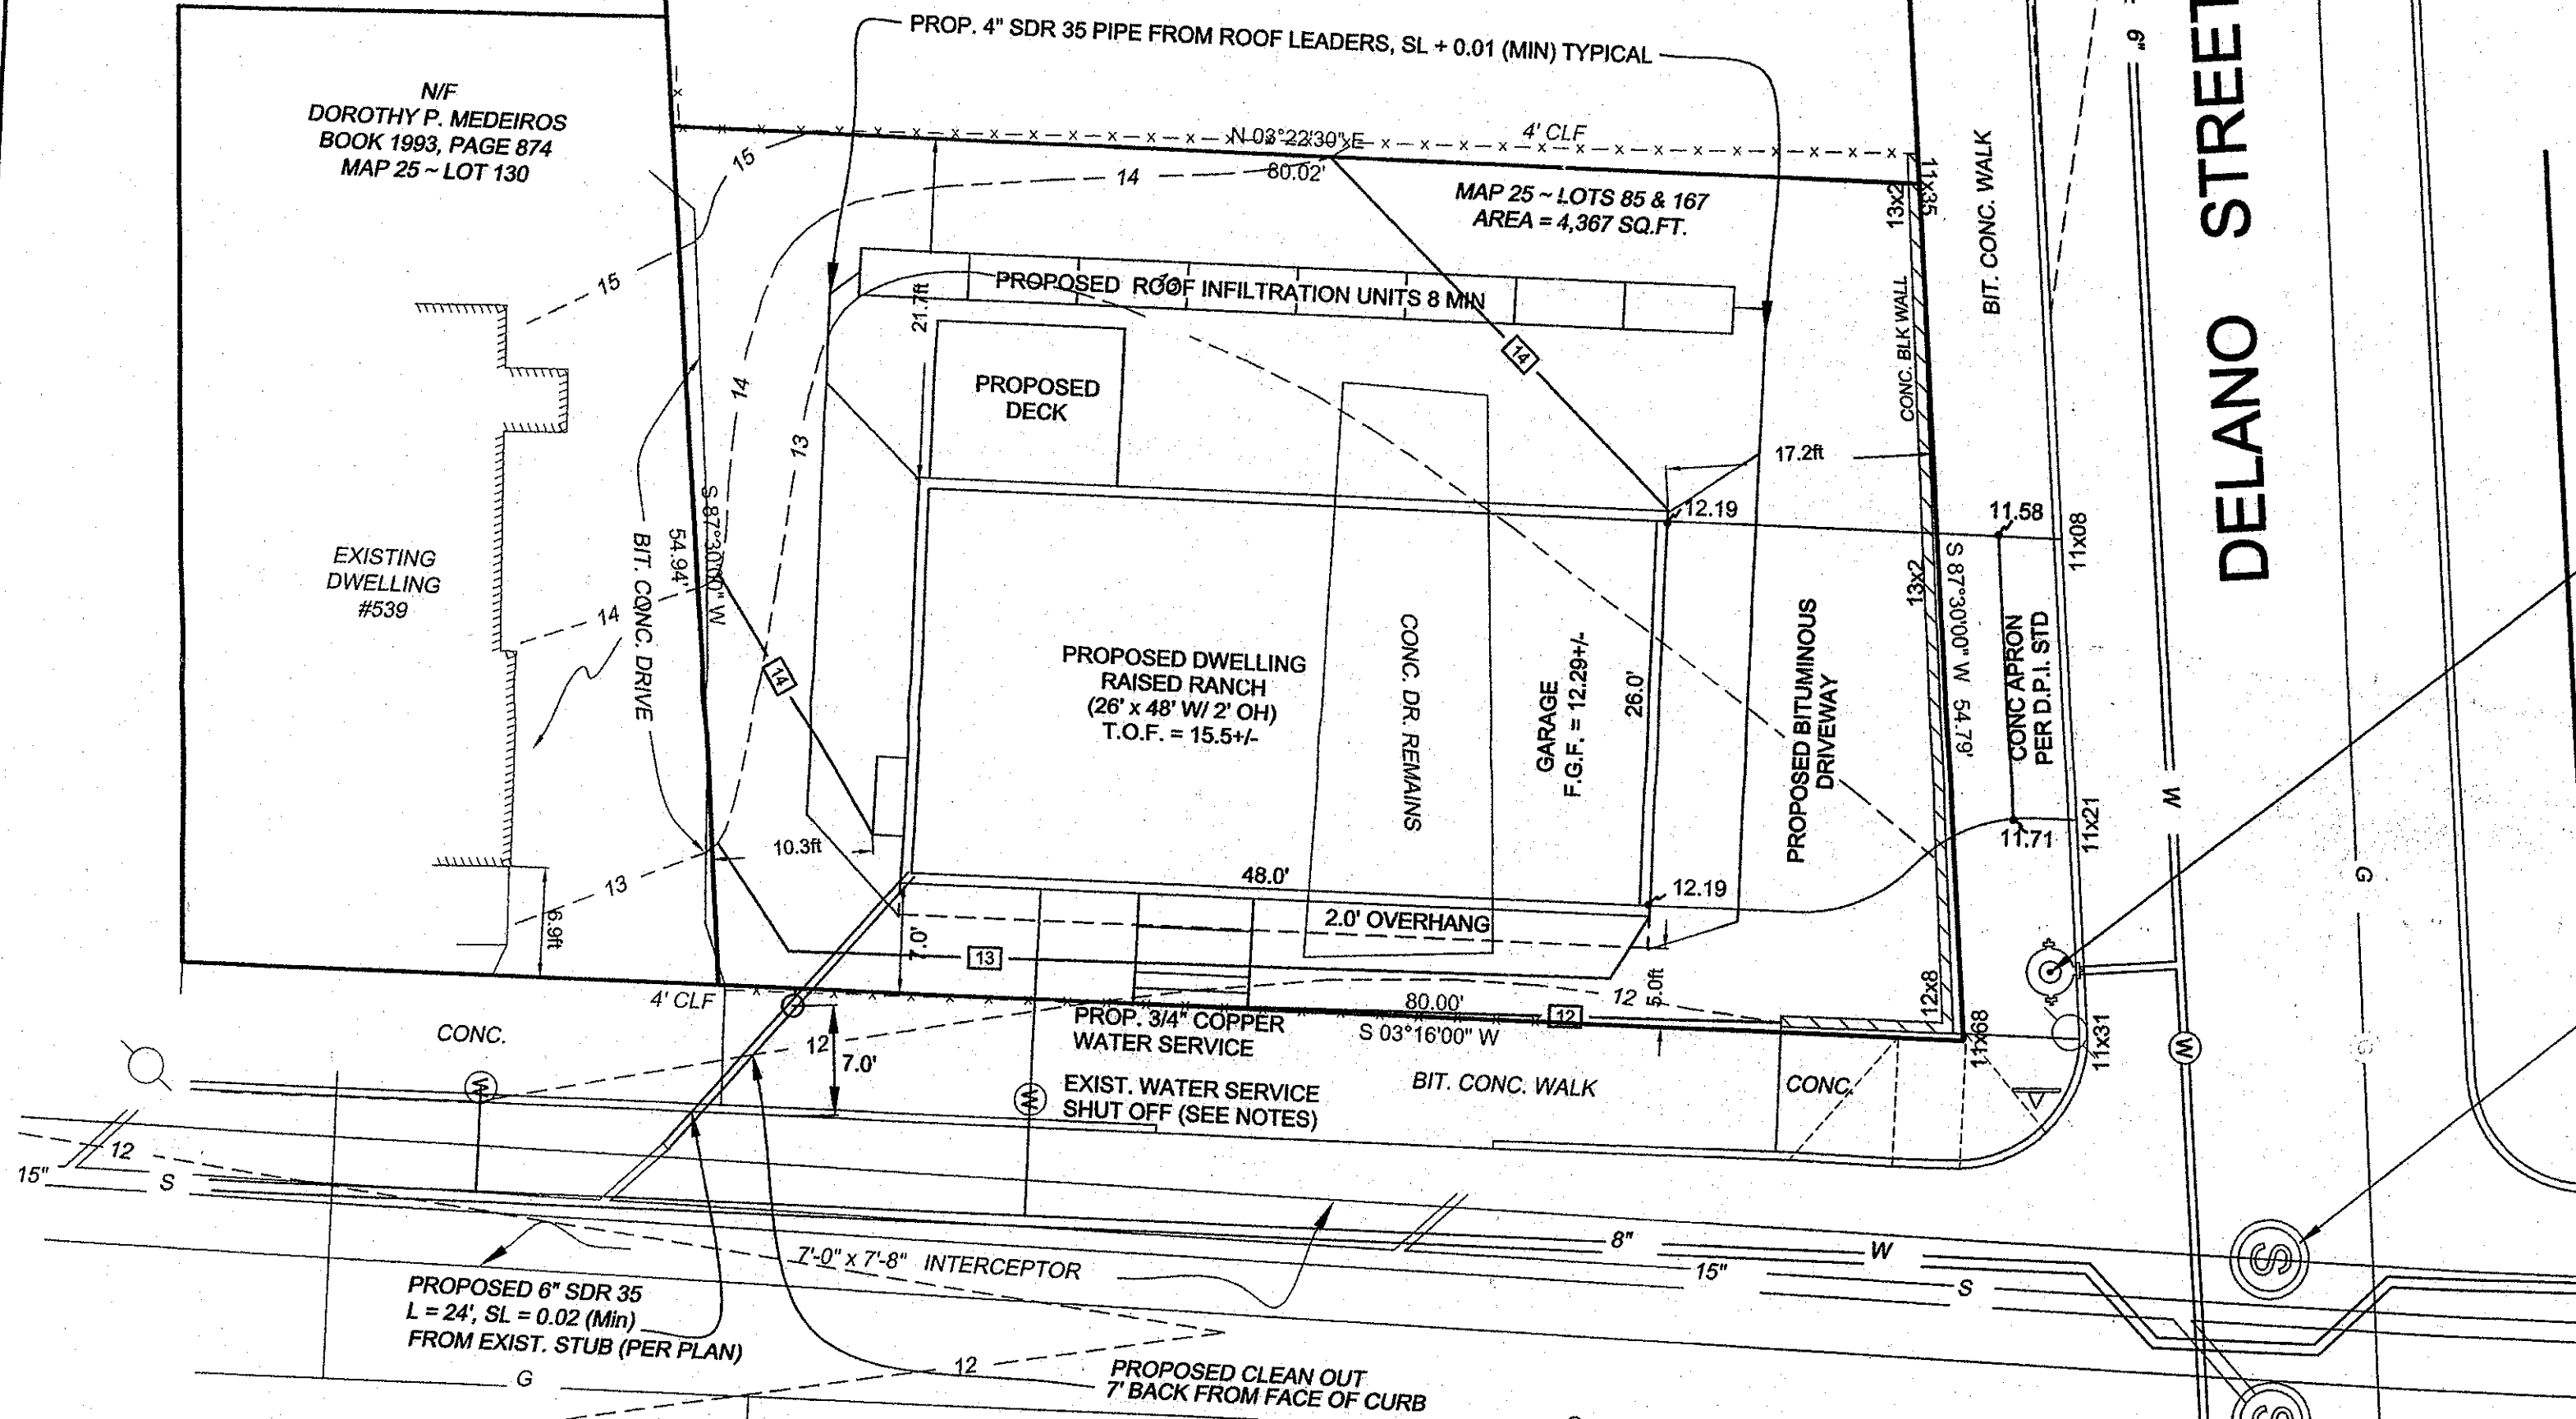 PROP. 4" SDR 35 PIPE FROM ROOF LEADERS, SL + 0.01 (MIN) TYPICAL
N/F
DOROTHY P. MEDEIROS
BOOK 1993, PAGE 874
MAP 25 ~ LOT 130
15
14
N 03°22'30" E
80.02'
4' CLF
MAP 25 ~ LOTS 85 & 167
AREA = 4,367 SQ.FT.
13x2
11x35
BIT. CONC. WALK
6"
DELANO STREET
15
PROPOSED ROOF INFILTRATION UNITS 8 MIN
21.7ft
CONC. BLK WALL
14
14
13
PROPOSED
DECK
17.2ft
12.19
11.58
11x08
S 87°30'00" W
54.94'
BIT. CONC. DRIVE
EXISTING
DWELLING
#539
14
14
PROPOSED DWELLING
RAISED RANCH
(26' x 48' W/ 2' OH)
T.O.F. = 15.5+/-
CONC. DR. REMAINS
GARAGE
F.G.F. = 12.29+/-
26.0'
PROPOSED BITUMINOUS
DRIVEWAY
13x2
S 87°30'00" W 54.79'
CONC APRON
PER D.P.I. STD
11.71
11x21
W
G
10.3ft
13
6.9ft
48.0'
12.19
2.0' OVERHANG
7.0'
13
5.0ft
12
12x8
4' CLF
80.00'
12
S 03°16'00" W
11x68
11x31
W
CONC.
12
7.0'
PROP. 3/4" COPPER
WATER SERVICE
W
W
EXIST. WATER SERVICE
SHUT OFF (SEE NOTES)
BIT. CONC. WALK
CONC.
G
12
15"
S
7'-0" x 7'-8" INTERCEPTOR
8"
W
15"
S
S
PROPOSED 6" SDR 35
L = 24', SL = 0.02 (Min)
FROM EXIST. STUB (PER PLAN)
G
12
PROPOSED CLEAN OUT
7' BACK FROM FACE OF CURB
S